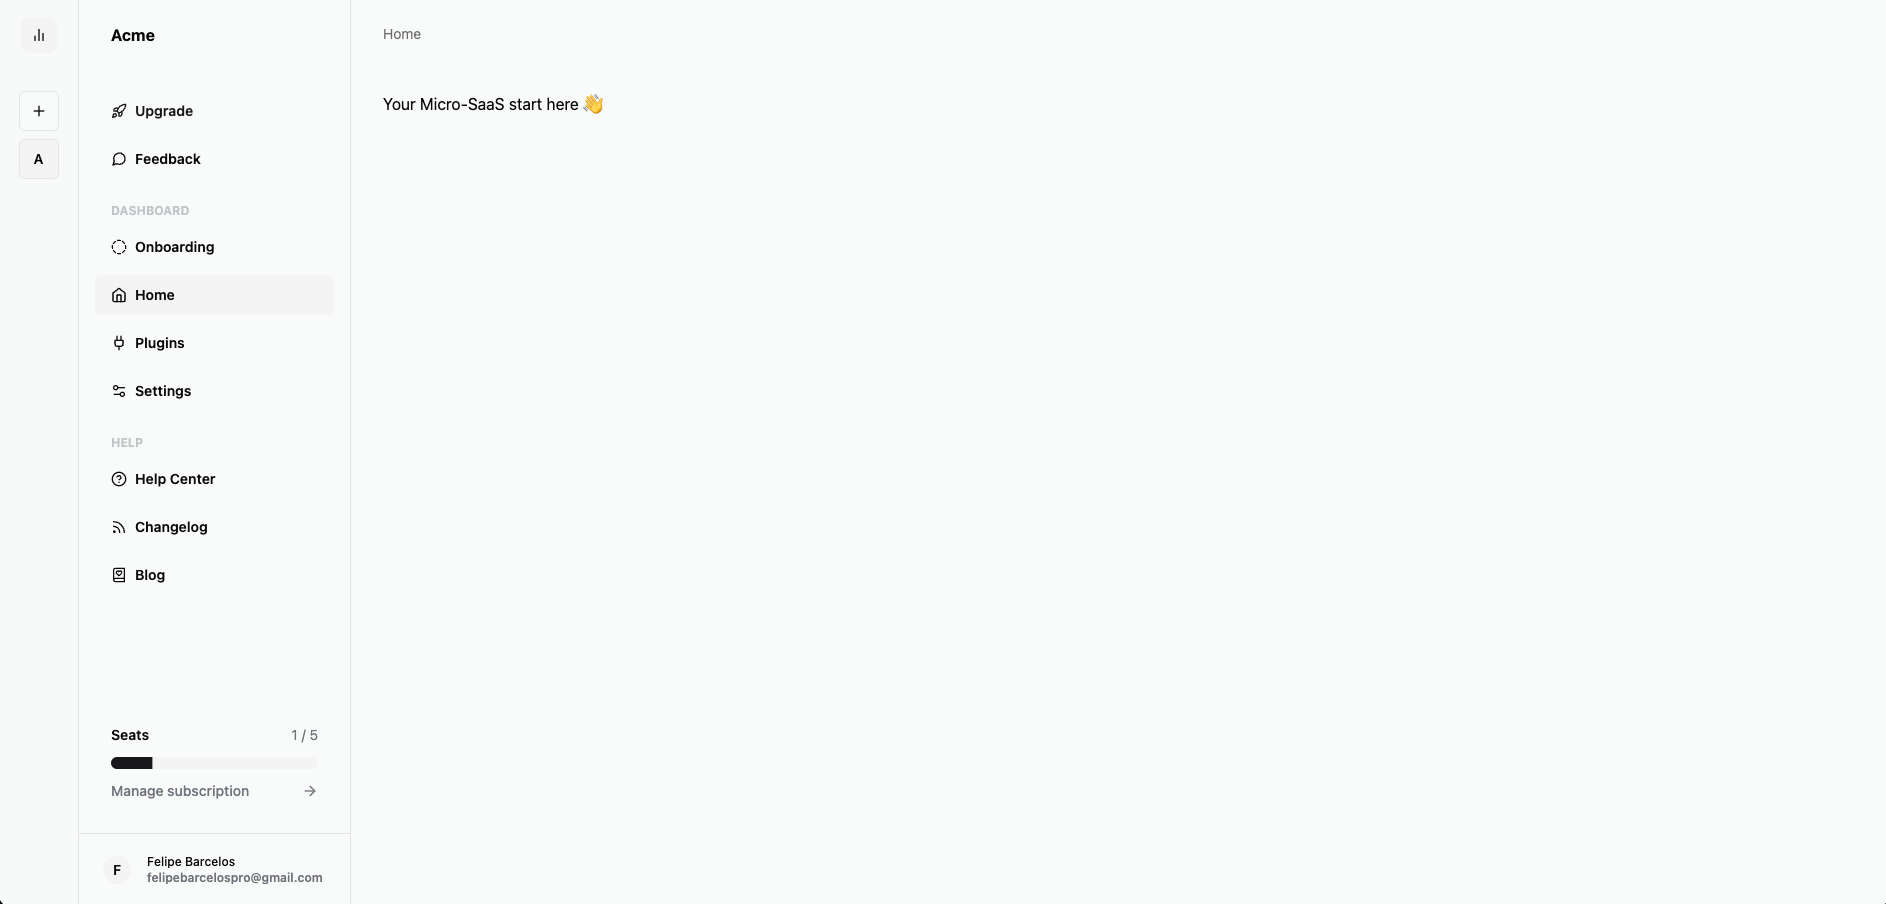 Acme
Home
Your Micro-SaaS start here 👋
Upgrade
A
Feedback
DASHBOARD
Onboarding
Home
Plugins
Settings
HELP
Help Center
Changelog
Blog
Seats 1 / 5
Manage subscription
F
Felipe Barcelos
felipebarcelospro@gmail.com